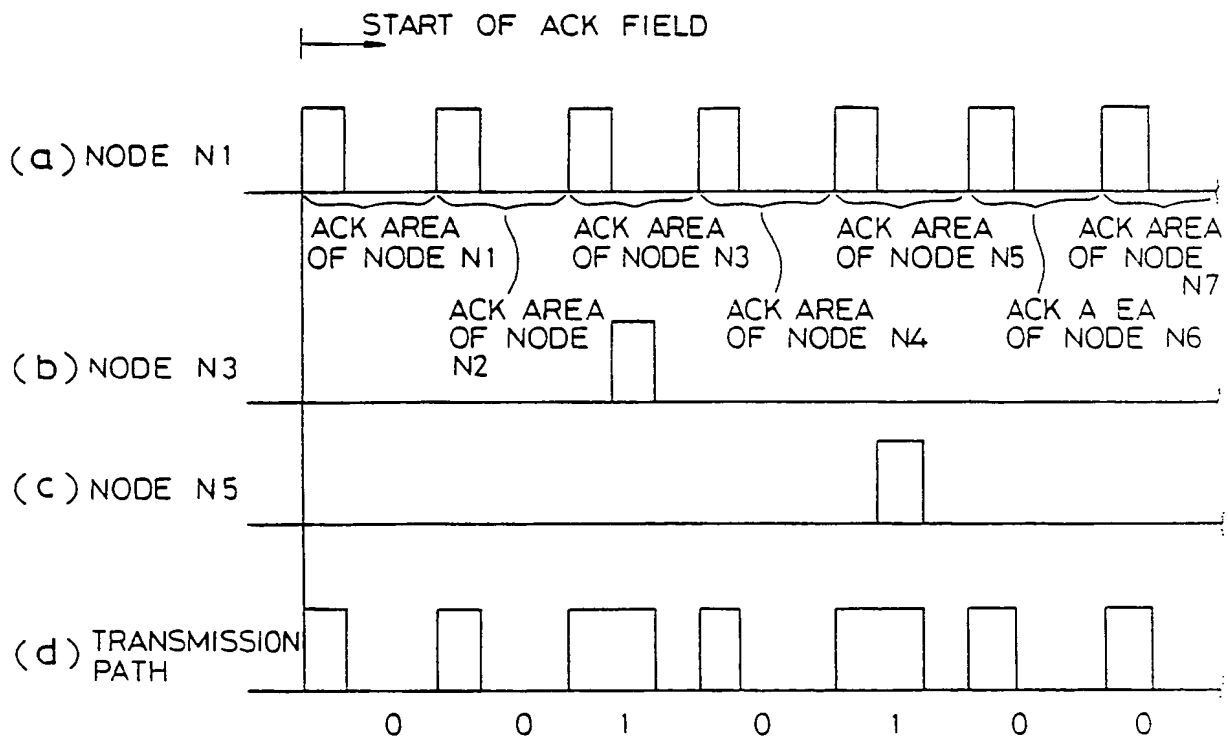 START OF ACK FIELD
(a) NODE N1
ACK AREA
OF NODE N1
ACK AREA
OF NODE
N2
ACK AREA
OF NODE N3
ACK AREA
OF NODE N4
ACK AREA
OF NODE N5
ACK A EA
OF NODE N6
ACK AREA
OF NODE
N7
(b) NODE N3
(c) NODE N5
(d) TRANSMISSION
PATH
0 0 1 0 1 0 0